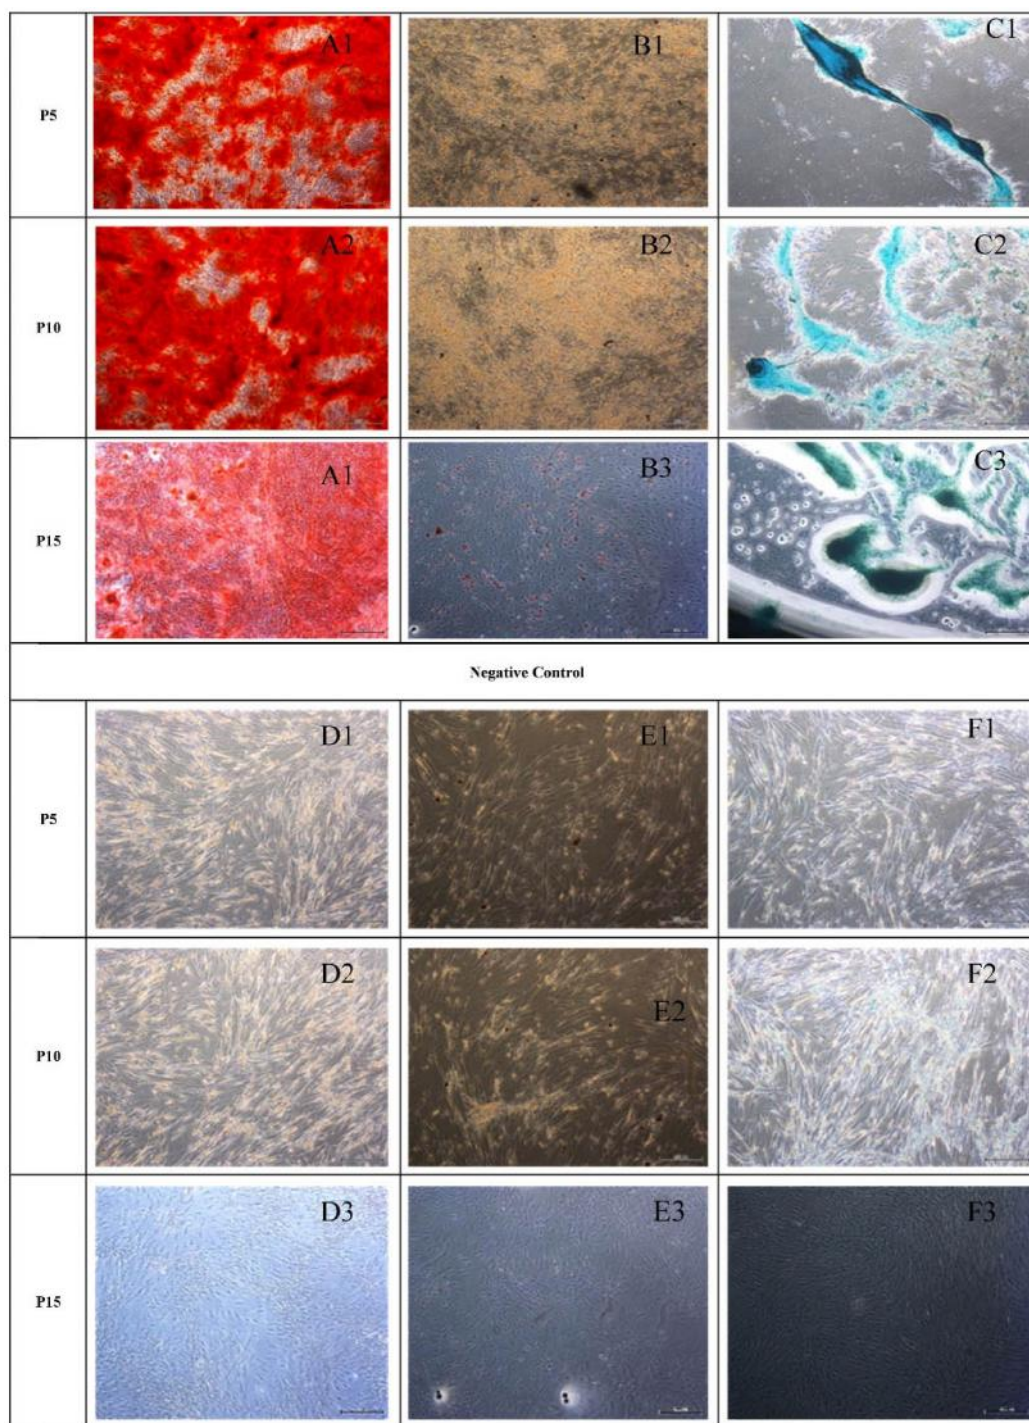 P5 A1 B1 C1
P10 A2 B2 C2
P15 A1 B3 C3
Negative Control
P5 D1 E1 F1
P10 D2 E2 F2
P15 D3 E3 F3